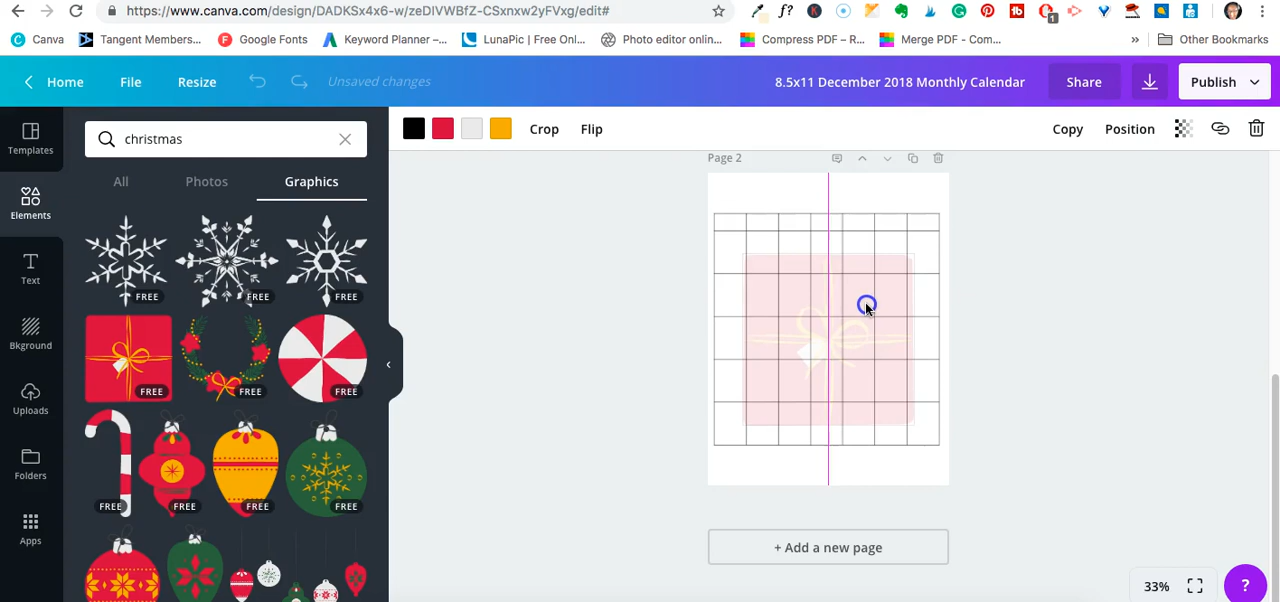 https://www.canva.com/design/DADKSx4x6-w/zeDIVWBfZ-CSxnxw2yFVxg/edit#
f?
1
Canva
Tangent Members...
Google Fonts
Keyword Planner –...
LunaPic | Free Onl...
Photo editor onlin...
Compress PDF – R...
Merge PDF - Com...
»
Other Bookmarks
Home
File
Resize
Unsaved changes
8.5x11 December 2018 Monthly Calendar
Share
Publish
Templates
Elements
Text
Bkground
Uploads
Folders
Apps
christmas
All
Photos
Graphics
FREE
FREE
FREE
FREE
FREE
FREE
FREE
FREE
FREE
FREE
Crop
Flip
Copy
Position
Page 2
+ Add a new page
33%
?